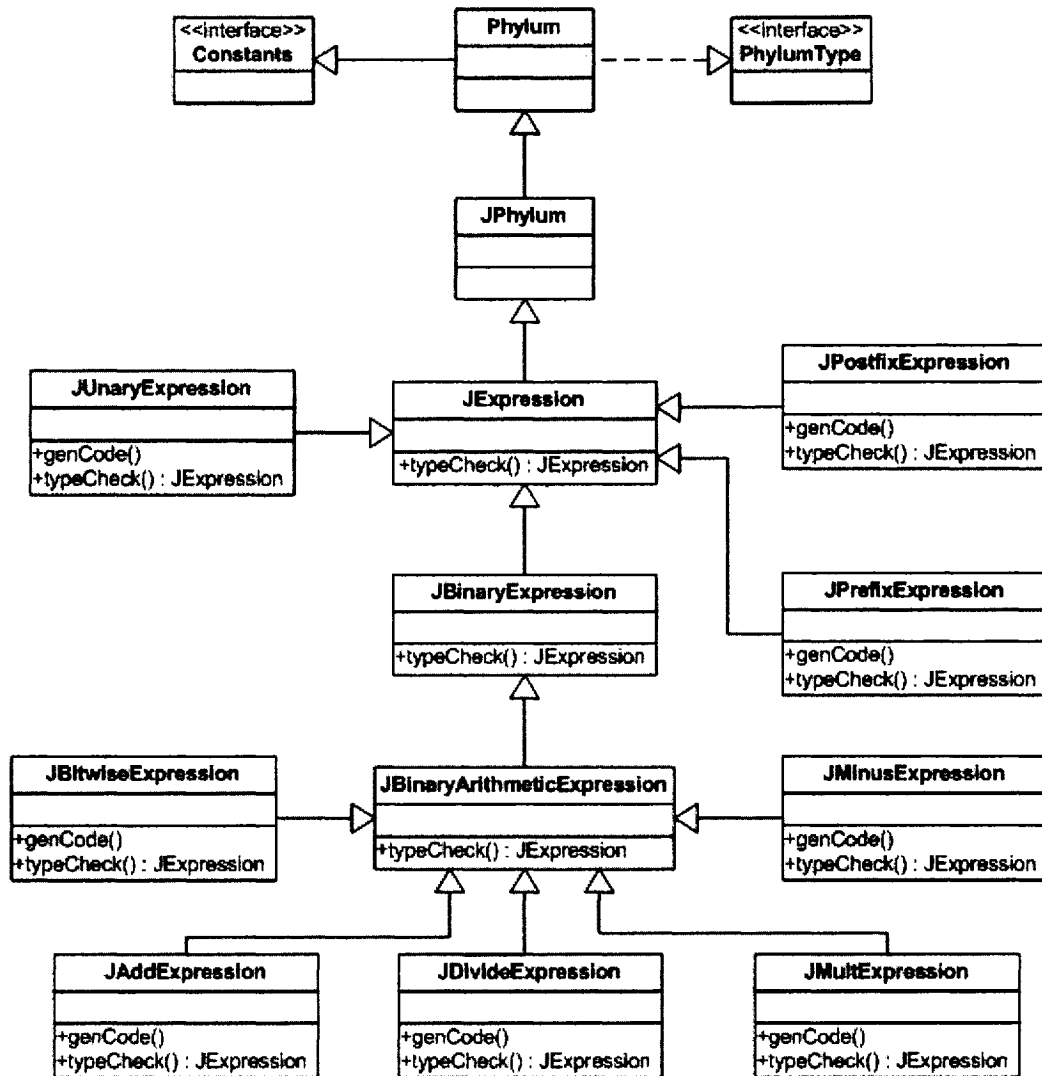 <<interface>>
Constants
Phylum
<<interface>>
PhylumType
JPhylum
JUnaryExpression
+genCode()
+typeCheck() : JExpression
JExpression
+typeCheck() : JExpression
JPostfixExpression
+genCode()
+typeCheck() : JExpression
JBinaryExpression
+typeCheck() : JExpression
JPrefixExpression
+genCode()
+typeCheck() : JExpression
JBitwiseExpression
+genCode()
+typeCheck() : JExpression
JBinaryArithmeticExpression
+typeCheck() : JExpression
JMinusExpression
+genCode()
+typeCheck() : JExpression
JAddExpression
+genCode()
+typeCheck() : JExpression
JDivideExpression
+genCode()
+typeCheck() : JExpression
JMultExpression
+genCode()
+typeCheck() : JExpression